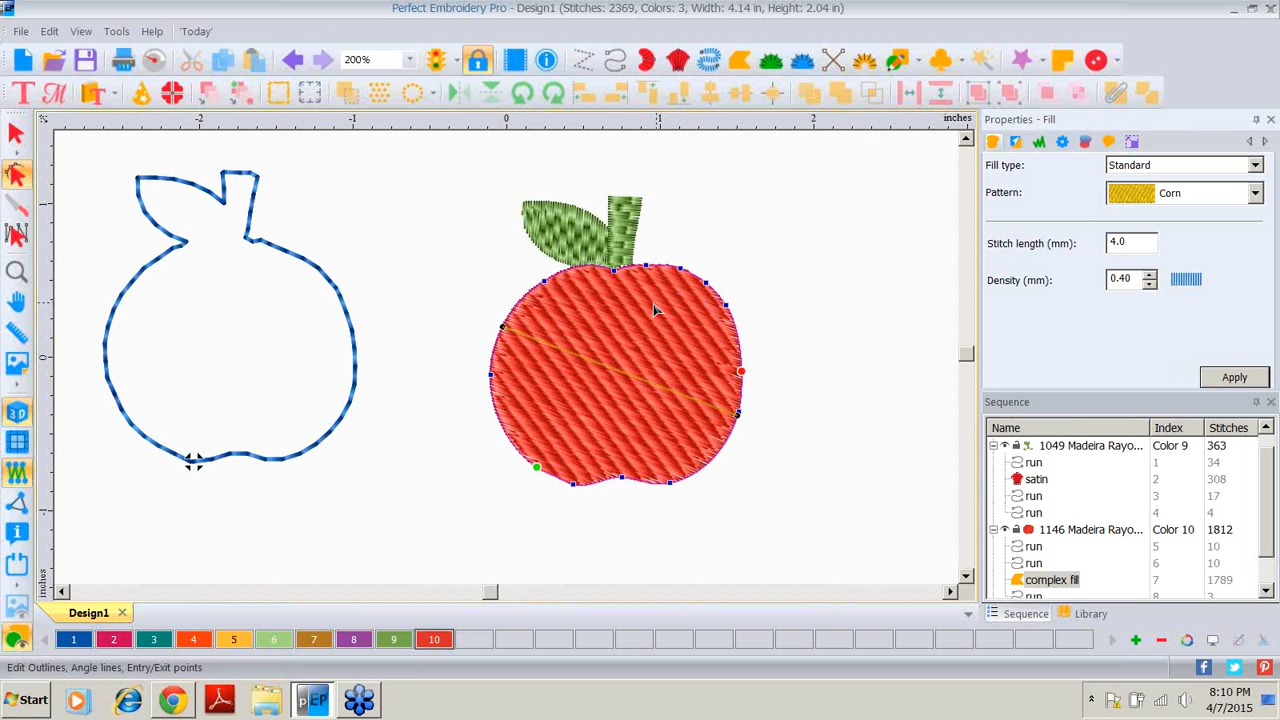 Perfect Embroidery Pro - Design1 (Stitches: 2369, Colors: 3, Width: 4.14 in, Height: 2.04 in)
File Edit View Tools Help 'Today'
200%
T M T
-2 -1 0 1 2 inches
0
inches
Properties - Fill
Fill type: Standard
Pattern: Corn
Stitch length (mm): 4.0
Density (mm): 0.40
Apply
Sequence
Name Index Stitches
1049 Madeira Rayo... Color 9 363
run 1 34
satin 2 308
run 3 17
run 4 4
1146 Madeira Rayo... Color 10 1812
run 5 10
run 6 10
complex fill 7 1789
run 8 3
Sequence Library
3D
Design1
1 2 3 4 5 6 7 8 9 10
Edit Outlines, Angle lines, Entry/Exit points
Start
pEP
8:10 PM
4/7/2015